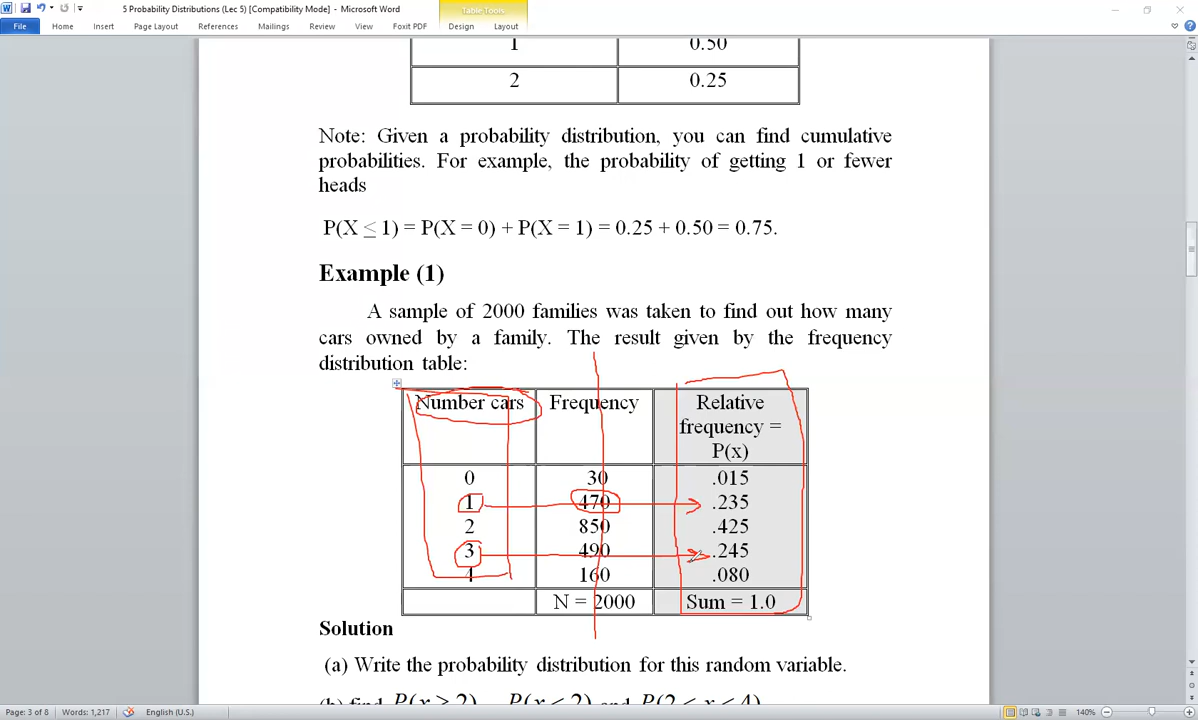 5 Probability Distributions (Lec 5) [Compatibility Mode] - Microsoft Word
Table Tools
File Home Insert Page Layout References Mailings Review View Foxit PDF Design Layout
1 0.50
2 0.25
Note: Given a probability distribution, you can find cumulative
probabilities. For example, the probability of getting 1 or fewer
heads
P(X ≤ 1) = P(X = 0) + P(X = 1) = 0.25 + 0.50 = 0.75.
Example (1)
A sample of 2000 families was taken to find out how many
cars owned by a family. The result given by the frequency
distribution table:
Number cars Frequency Relative
frequency =
P(x)
0 30 .015
1 470 .235
2 850 .425
3 490 .245
4 160 .080
N = 2000 Sum = 1.0
Solution
(a) Write the probability distribution for this random variable.
(b) find P(x > 2) P(x < 2) and P(2 < x < 4)
Page: 3 of 8 Words: 1,217 English (U.S.) 140%